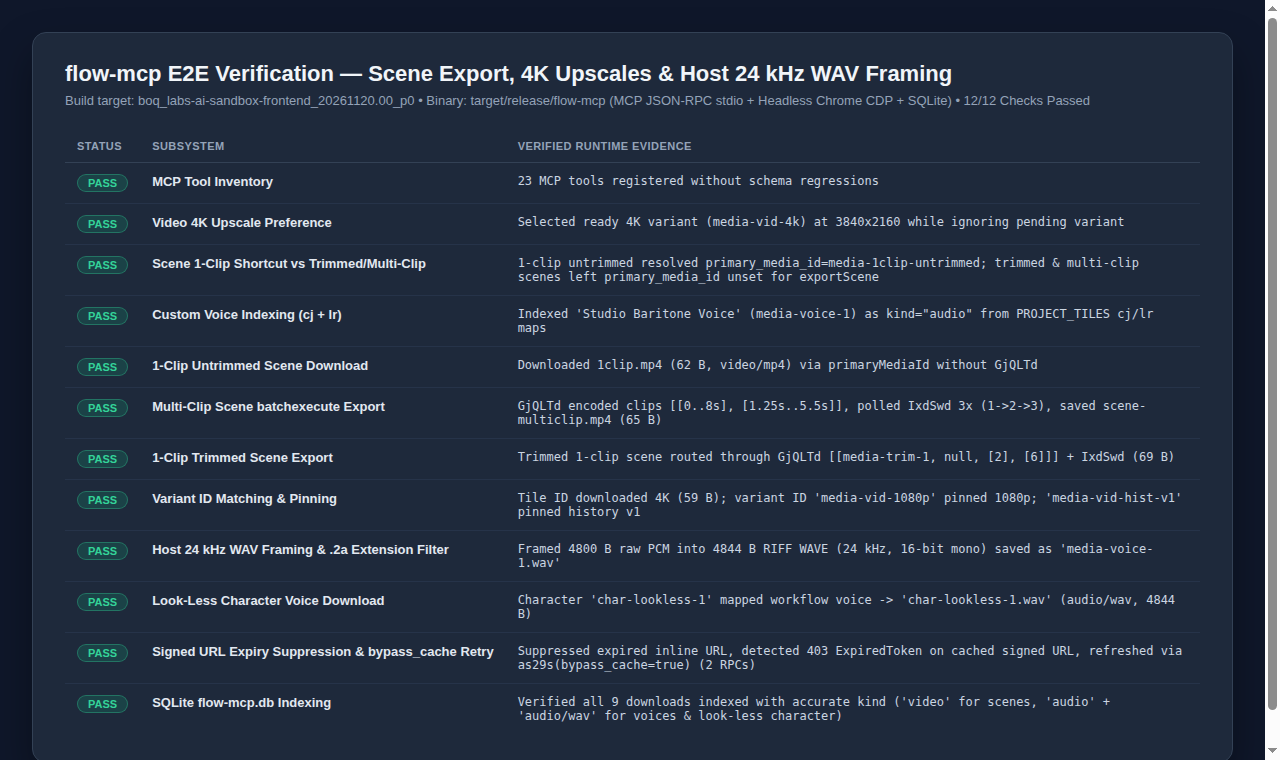 flow-mcp E2E Verification — Scene Export, 4K Upscales & Host 24 kHz WAV Framing
Build target: boq_labs-ai-sandbox-frontend_20261120.00_p0 • Binary: target/release/flow-mcp (MCP JSON-RPC stdio + Headless Chrome CDP + SQLite) • 12/12 Checks Passed
STATUS SUBSYSTEM VERIFIED RUNTIME EVIDENCE
PASS MCP Tool Inventory 23 MCP tools registered without schema regressions
PASS Video 4K Upscale Preference Selected ready 4K variant (media-vid-4k) at 3840x2160 while ignoring pending variant
PASS Scene 1-Clip Shortcut vs Trimmed/Multi-Clip 1-clip untrimmed resolved primary_media_id=media-1clip-untrimmed; trimmed & multi-clip
scenes left primary_media_id unset for exportScene
PASS Custom Voice Indexing (cj + lr) Indexed 'Studio Baritone Voice' (media-voice-1) as kind="audio" from PROJECT_TILES cj/lr
maps
PASS 1-Clip Untrimmed Scene Download Downloaded 1clip.mp4 (62 B, video/mp4) via primaryMediaId without GjQLTd
PASS Multi-Clip Scene batchexecute Export GjQLTd encoded clips [[0..8s], [1.25s..5.5s]], polled IxdSwd 3x (1->2->3), saved scene-
multiclip.mp4 (65 B)
PASS 1-Clip Trimmed Scene Export Trimmed 1-clip scene routed through GjQLTd [[media-trim-1, null, [2], [6]]] + IxdSwd (69 B)
PASS Variant ID Matching & Pinning Tile ID downloaded 4K (59 B); variant ID 'media-vid-1080p' pinned 1080p; 'media-vid-hist-v1'
pinned history v1
PASS Host 24 kHz WAV Framing & .2a Extension Filter Framed 4800 B raw PCM into 4844 B RIFF WAVE (24 kHz, 16-bit mono) saved as 'media-voice-
1.wav'
PASS Look-Less Character Voice Download Character 'char-lookless-1' mapped workflow voice -> 'char-lookless-1.wav' (audio/wav, 4844
B)
PASS Signed URL Expiry Suppression & bypass_cache Retry Suppressed expired inline URL, detected 403 ExpiredToken on cached signed URL, refreshed via
as29s(bypass_cache=true) (2 RPCs)
PASS SQLite flow-mcp.db Indexing Verified all 9 downloads indexed with accurate kind ('video' for scenes, 'audio' +
'audio/wav' for voices & look-less character)